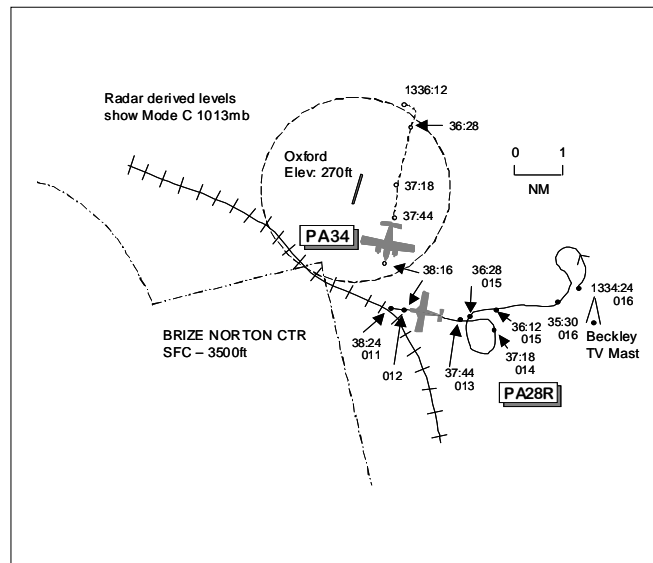 1336:12
Radar derived levels
show Mode C 1013mb
36:28
Oxford
Elev: 270ft
0 1
NM
37:18
37:44
PA34
38:16
36:28
015
1334:24
016
BRIZE NORTON CTR
SFC – 3500ft
38:24
011
012
37:44
013
36:12
015
35:30
016
Beckley
TV Mast
37:18
014
PA28R